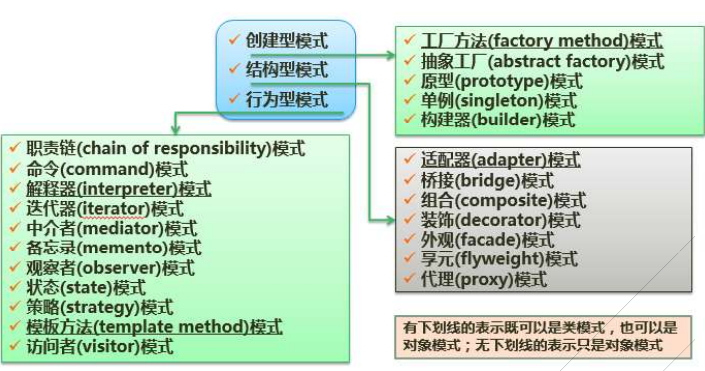 创建型模式
结构型模式
行为型模式
工厂方法(factory method)模式
抽象工厂(abstract factory)模式
原型(prototype)模式
单例(singleton)模式
构建器(builder)模式
职责链(chain of responsibility)模式
命令(command)模式
解释器(interpreter)模式
迭代器(iterator)模式
中介者(mediator)模式
备忘录(memento)模式
观察者(observer)模式
状态(state)模式
策略(strategy)模式
模板方法(template method)模式
访问者(visitor)模式
适配器(adapter)模式
桥接(bridge)模式
组合(composite)模式
装饰(decorator)模式
外观(facade)模式
享元(flyweight)模式
代理(proxy)模式
有下划线的表示既可以是类模式，也可以是
对象模式；无下划线的表示只是对象模式